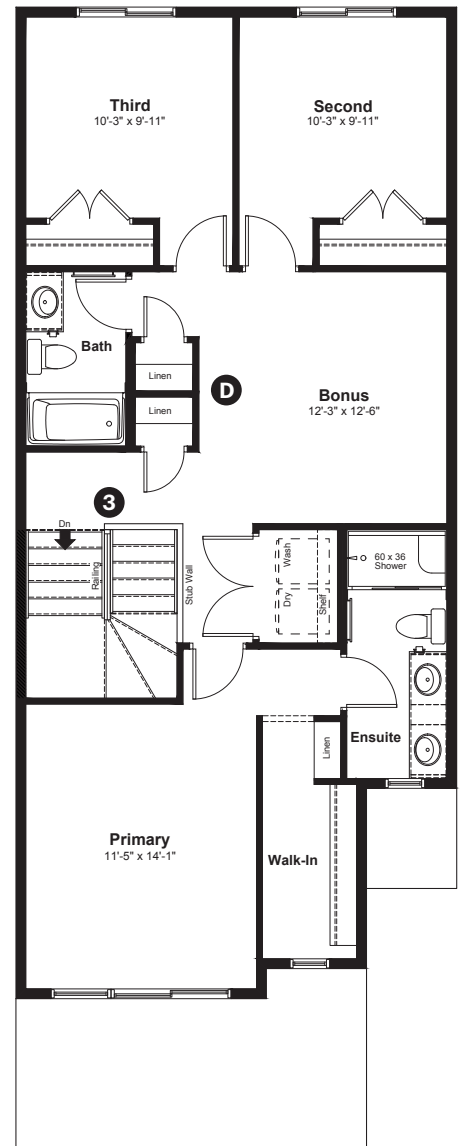 Third
10'-3" x 9'-11"
Second
10'-3" x 9'-11"
Bath
Linen
Linen
D
Bonus
12'-3" x 12'-6"
3
Dn
Railing
Stub Wall
Wash
Dry
Shelf
60 x 36
Shower
Ensuite
Linen
Primary
11'-5" x 14'-1"
Walk-In